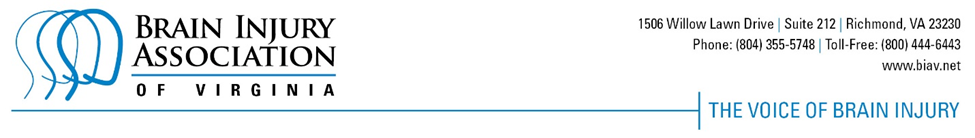 BRAIN INJURY
ASSOCIATION
OF VIRGINIA
1506 Willow Lawn Drive | Suite 212 | Richmond, VA 23230
Phone: (804) 355-5748 | Toll-Free: (800) 444-6443
www.biav.net
THE VOICE OF BRAIN INJURY